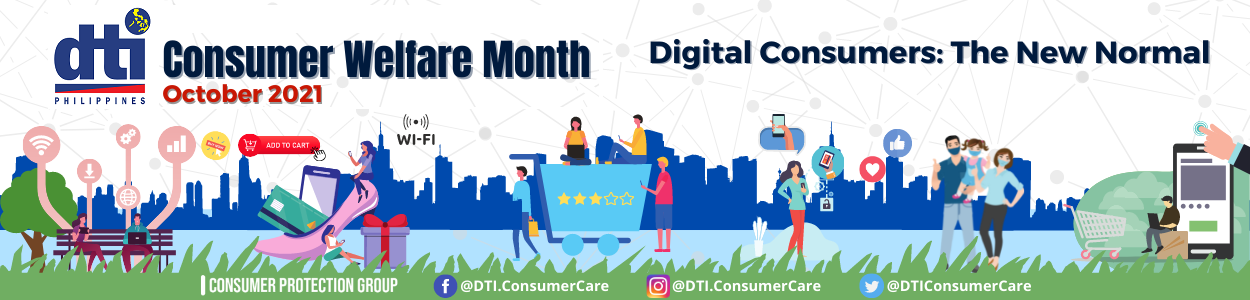 dti
PHILIPPINES
Consumer Welfare Month
October 2021
Digital Consumers: The New Normal
ADD TO CART
WI-FI
CONSUMER PROTECTION GROUP
@DTI.ConsumerCare
@DTI.ConsumerCare
@DTIConsumerCare